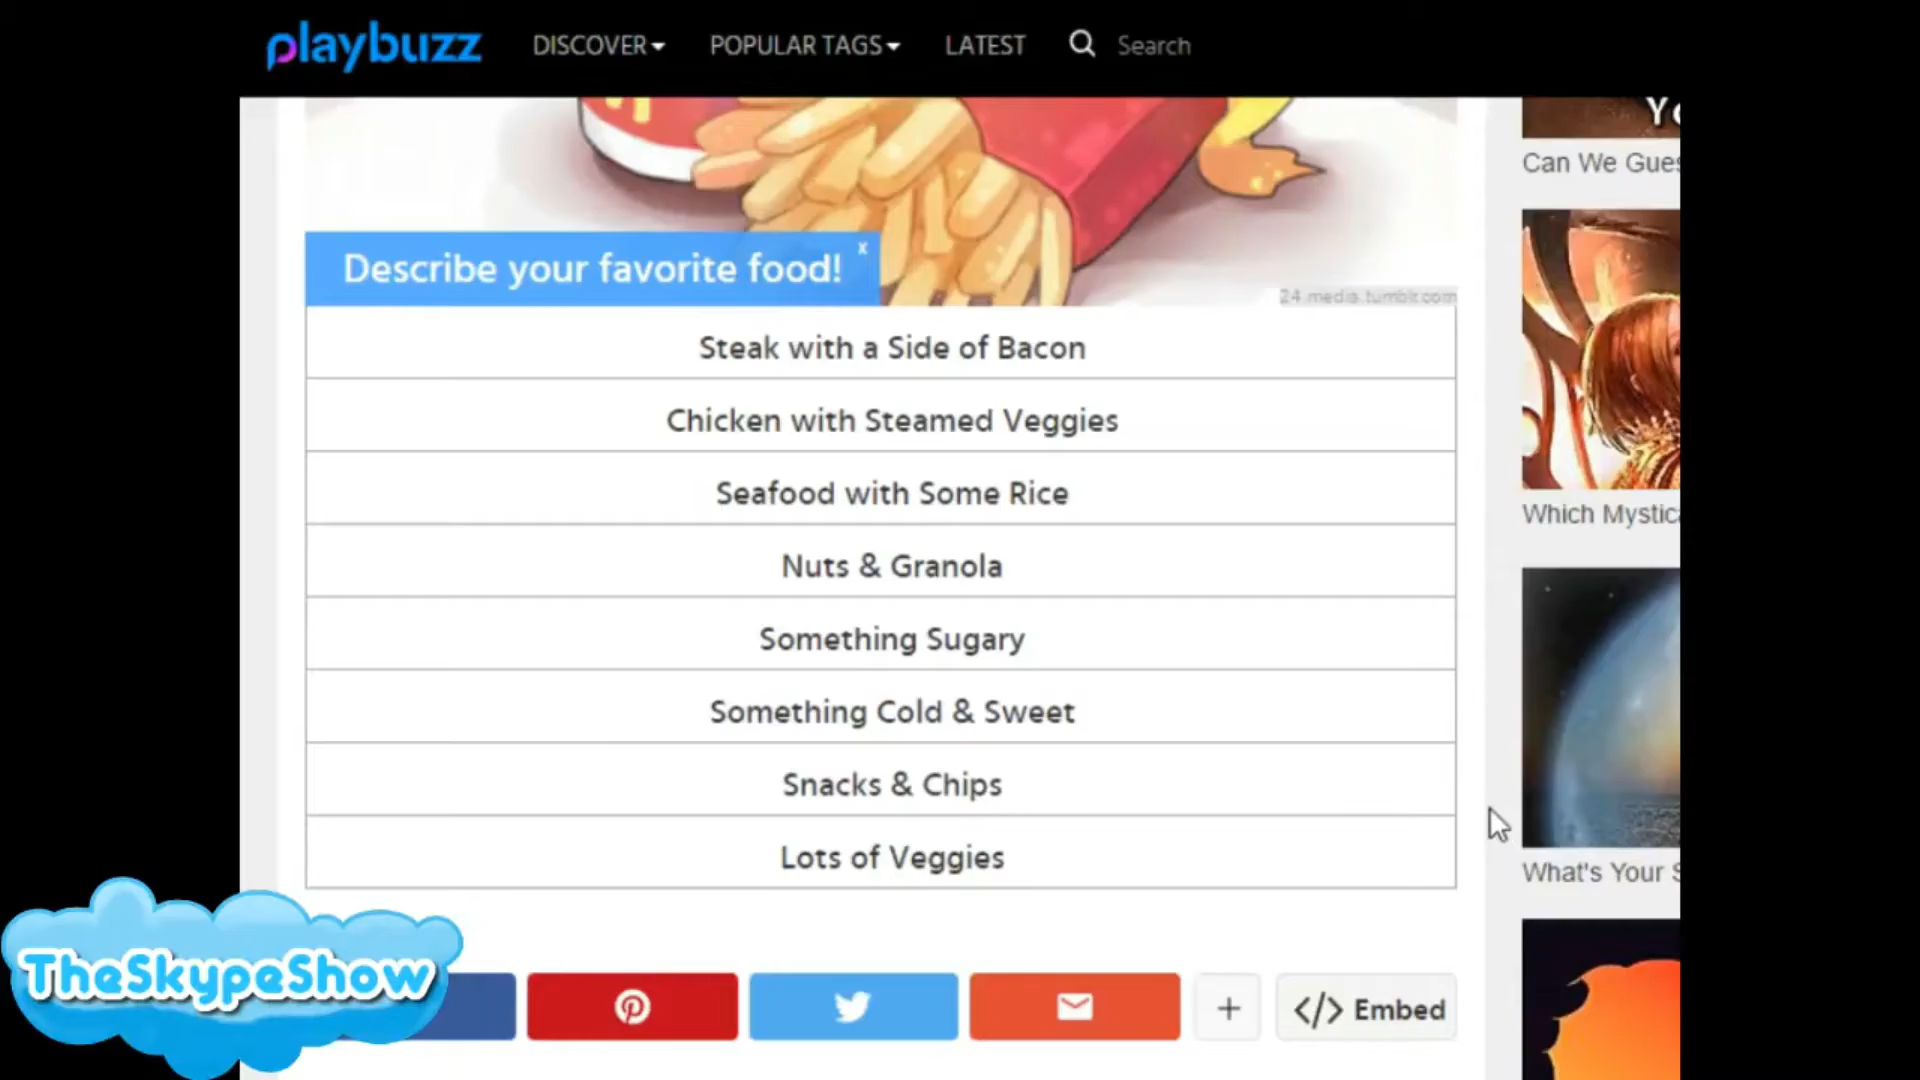 playbuzz DISCOVER POPULAR TAGS LATEST Search
Can We Gues
Describe your favorite food! x
24.media.tumblr.com
Steak with a Side of Bacon
Chicken with Steamed Veggies
Seafood with Some Rice
Which Mystica
Nuts & Granola
Something Sugary
Something Cold & Sweet
Snacks & Chips
Lots of Veggies
What's Your S
TheSkypeShow
</> Embed